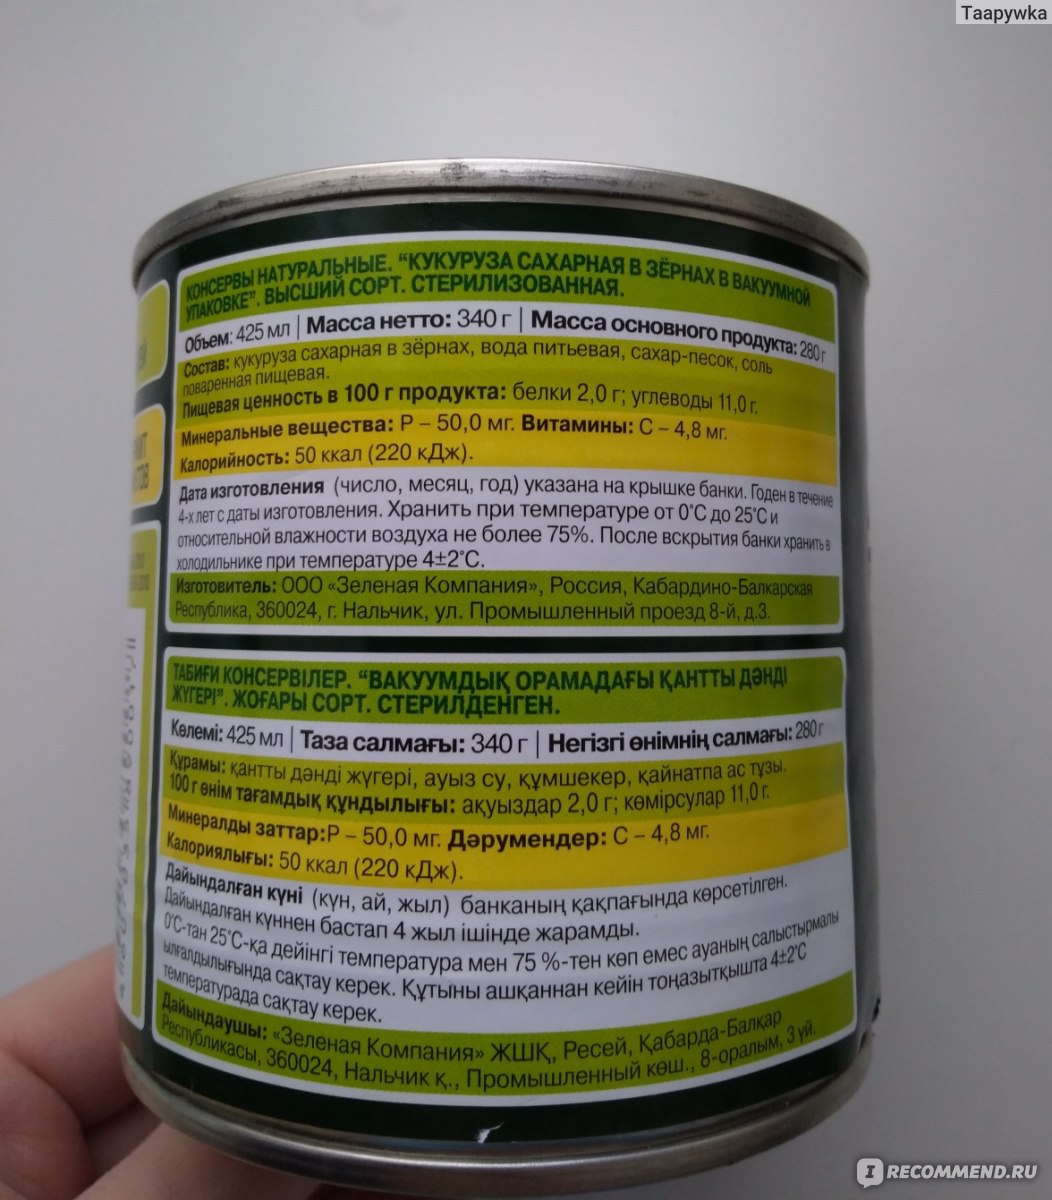 Таарушка
КОНСЕРВЫ НАТУРАЛЬНЫЕ. "КУКУРУЗА САХАРНАЯ В ЗЁРНАХ В ВАКУУМНОЙ
УПАКОВКЕ". ВЫСШИЙ СОРТ. СТЕРИЛИЗОВАННАЯ.
Объем: 425 мл | Масса нетто: 340 г | Масса основного продукта: 280 г
Состав: кукуруза сахарная в зёрнах, вода питьевая, сахар-песок, соль
поваренная пищевая.
Пищевая ценность в 100 г продукта: белки 2,0 г; углеводы 11,0 г.
Минеральные вещества: Р – 50,0 мг. Витамины: С – 4,8 мг.
Калорийность: 50 ккал (220 кДж).
Дата изготовления (число, месяц, год) указана на крышке банки. Годен в течение
4-х лет с даты изготовления. Хранить при температуре от 0°С до 25°С и
относительной влажности воздуха не более 75%. После вскрытия банки хранить в
холодильнике при температуре 4±2°С.
Изготовитель: ООО «Зеленая Компания», Россия, Кабардино-Балкарская
Республика, 360024, г. Нальчик, ул. Промышленный проезд 8-й, д.3.
ТАБИҒИ КОНСЕРВІЛЕР. "ВАКУУМДЫҚ ОРАМАДАҒЫ ҚАНТТЫ ДӘНДІ
ЖҮГЕРІ". ЖОҒАРЫ СОРТ. СТЕРИЛДЕНГЕН.
Көлемі: 425 мл | Таза салмағы: 340 г | Негізгі өнімнің салмағы: 280 г
Құрамы: қантты дәнді жүгері, ауыз су, құмшекер, қайнатпа ас тұзы.
100 г өнім тағамдық құндылығы: ақуыздар 2,0 г; көмірсулар 11,0 г.
Минералды заттар:Р – 50,0 мг. Дәрумендер: С – 4,8 мг.
Калориялығы: 50 ккал (220 кДж).
Дайындалған күні (күн, ай, жыл) банканың қақпағында көрсетілген.
Дайындалған күннен бастап 4 жыл ішінде жарамды.
0°С-тан 25°С-қа дейінгі температура мен 75 %-тен көп емес ауаның салыстырмалы
ылғалдылығында сақтау керек. Құтыны ашқаннан кейін тоңазытқышта 4±2°С
температурада сақтау керек.
Дайындаушы: «Зеленая Компания» ЖШҚ, Ресей, Қабарда-Балқар
Республикасы, 360024, Нальчик қ., Промышленный көш., 8-оралым, 3 үй.
IRECOMMEND.RU